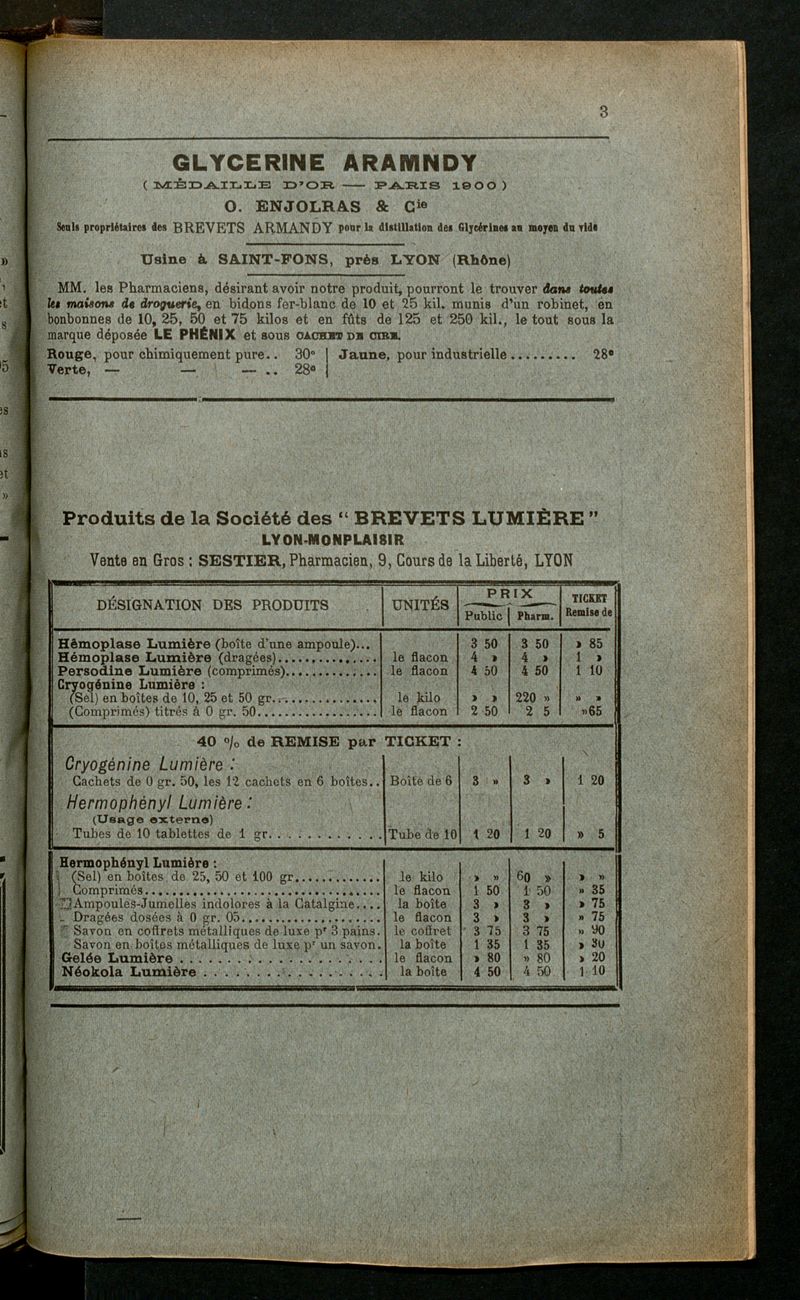 3
GLYCERINE ARAMNDY
( MÉDAILLE D'OR — PARIS 1900 )
O. ENJOLRAS & Cie
Seuls propriétaires des BREVETS ARMANDY pour la distillation des Glycérines au moyen du vide
Usine à SAINT-FONS, près LYON (Rhône)
MM. les Pharmaciens, désirant avoir notre produit, pourront le trouver dans toutes
les maisons de droguerie, en bidons fer-blanc de 10 et 25 kil. munis d'un robinet, en
bonbonnes de 10, 25, 50 et 75 kilos et en fûts de 125 et 250 kil., le tout sous la
marque déposée LE PHÉNIX et sous CACHET DE CIRE.
Rouge, pour chimiquement pure.. 30° | Jaune, pour industrielle ......... 28°
Verte, — — — .. 28° |
Produits de la Société des “ BREVETS LUMIÈRE ”
LYON-MONPLAISIR
Vente en Gros : SESTIER, Pharmacien, 9, Cours de la Liberté, LYON
DÉSIGNATION DES PRODUITS UNITÉS PRIX Public Pharm. TICKET Remise de
Hémoplase Lumière (boîte d'une ampoule)... 3 50 3 50 » 85
Hémoplase Lumière (dragées)............... le flacon 4 » 4 » 1 »
Persodine Lumière (comprimés).............. le flacon 4 50 4 50 1 10
Cryogénine Lumière :
(Sel) en boîtes de 10, 25 et 50 gr............... le kilo » » 220 » » »
(Comprimés) titrés à 0 gr. 50.................. le flacon 2 50 2 5 »65
40 % de REMISE par TICKET :
Cryogénine Lumière :
Cachets de 0 gr. 50, les 12 cachets en 6 boîtes.. Boîte de 6 3 » 3 » 1 20
Hermophényl Lumière :
(Usage externe)
Tubes de 10 tablettes de 1 gr............ Tube de 10 1 20 1 20 » 5
Hermophényl Lumière :
(Sel) en boîtes de 25, 50 et 100 gr............. le kilo » » 60 » » »
Comprimés............................ le flacon 1 50 1 50 » 35
Ampoules-Jumelles indolores à la Catalgine.... la boîte 3 » 3 » » 75
Dragées dosées à 0 gr. 05.................. le flacon 3 » 3 » » 75
Savon en coffrets métalliques de luxe pr 3 pains. le coffret 3 75 3 75 » 90
Savon en boîtes métalliques de luxe pr un savon. la boîte 1 35 1 35 » 30
Gelée Lumière .................... le flacon » 80 » 80 » 20
Néokola Lumière .................. la boîte 4 50 4 50 1 10